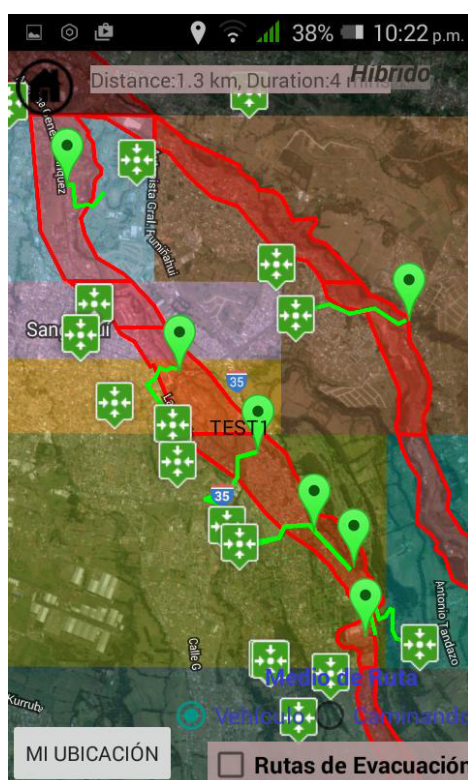 38% 10:22 p.m.
Distance:1.3 km, Duration:4 mins
Híbrido
35
TEST1
35
Antonio Tandazo
Calle G
Medio de Ruta
Vehículo Caminando
MI UBICACIÓN
Rutas de Evacuación